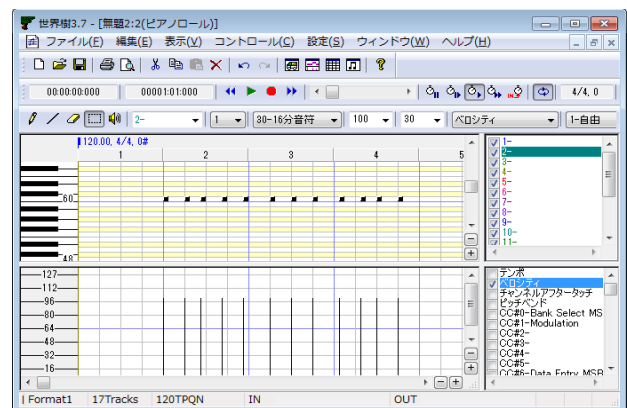 世界樹3.7 - [無題2:2(ピアノロール)]
ファイル(F) 編集(E) 表示(V) コントロール(C) 設定(S) ウィンドウ(W) ヘルプ(H)
00:00:00:000 00001:01:000 4/4, 0
2- 1 30-16分音符 100 30 ベロシティ 1-自由
120.00, 4/4, 0#
1 2 3 4 5
60
48
1-
2-
3-
4-
5-
6-
7-
8-
9-
10-
11-
127
112
96
80
64
48
32
16
テンポ
ベロシティ
チャンネルアフタータッチ
ピッチベンド
CC#0-Bank Select MS
CC#1-Modulation
CC#2-
CC#3-
CC#4-
CC#5-
CC#6-Data Entry MSB
Format1 17Tracks 120TPQN IN OUT